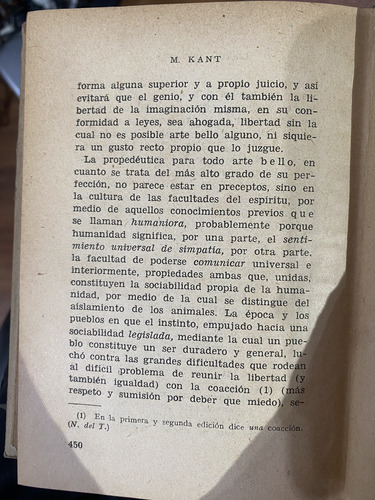 M. KANT
forma alguna superior y a propio juicio, y así
evitará que el genio, y con él también la li-
bertad de la imaginación misma, en su con-
formidad a leyes, sea ahogada, libertad sin la
cual no es posible arte bello alguno, ni siquie-
ra un gusto recto propio que lo juzgue.
La propedéutica para todo arte bello, en
cuanto se trata del más alto grado de su per-
fección, no parece estar en preceptos, sino en
la cultura de las facultades del espíritu, por
medio de aquellos conocimientos previos que
se llaman humaniora, probablemente porque
humanidad significa, por una parte, el senti-
miento universal de simpatía, por otra parte,
la facultad de poderse comunicar universal e
interiormente, propiedades ambas que, unidas,
constituyen la sociabilidad propia de la huma-
nidad, por medio de la cual se distingue del
aislamiento de los animales. La época y los
pueblos en que el instinto, empujado hacia una
sociabilidad legislada, mediante la cual un pue-
blo constituye un ser duradero y general, lu-
chó contra las grandes dificultades que rodean
al difícil problema de reunir la libertad (y
también igualdad) con la coacción (1) (más
respeto y sumisión por deber que miedo), se-
(1) En la primera y segunda edición dice una coacción.
(N. del T.)
450